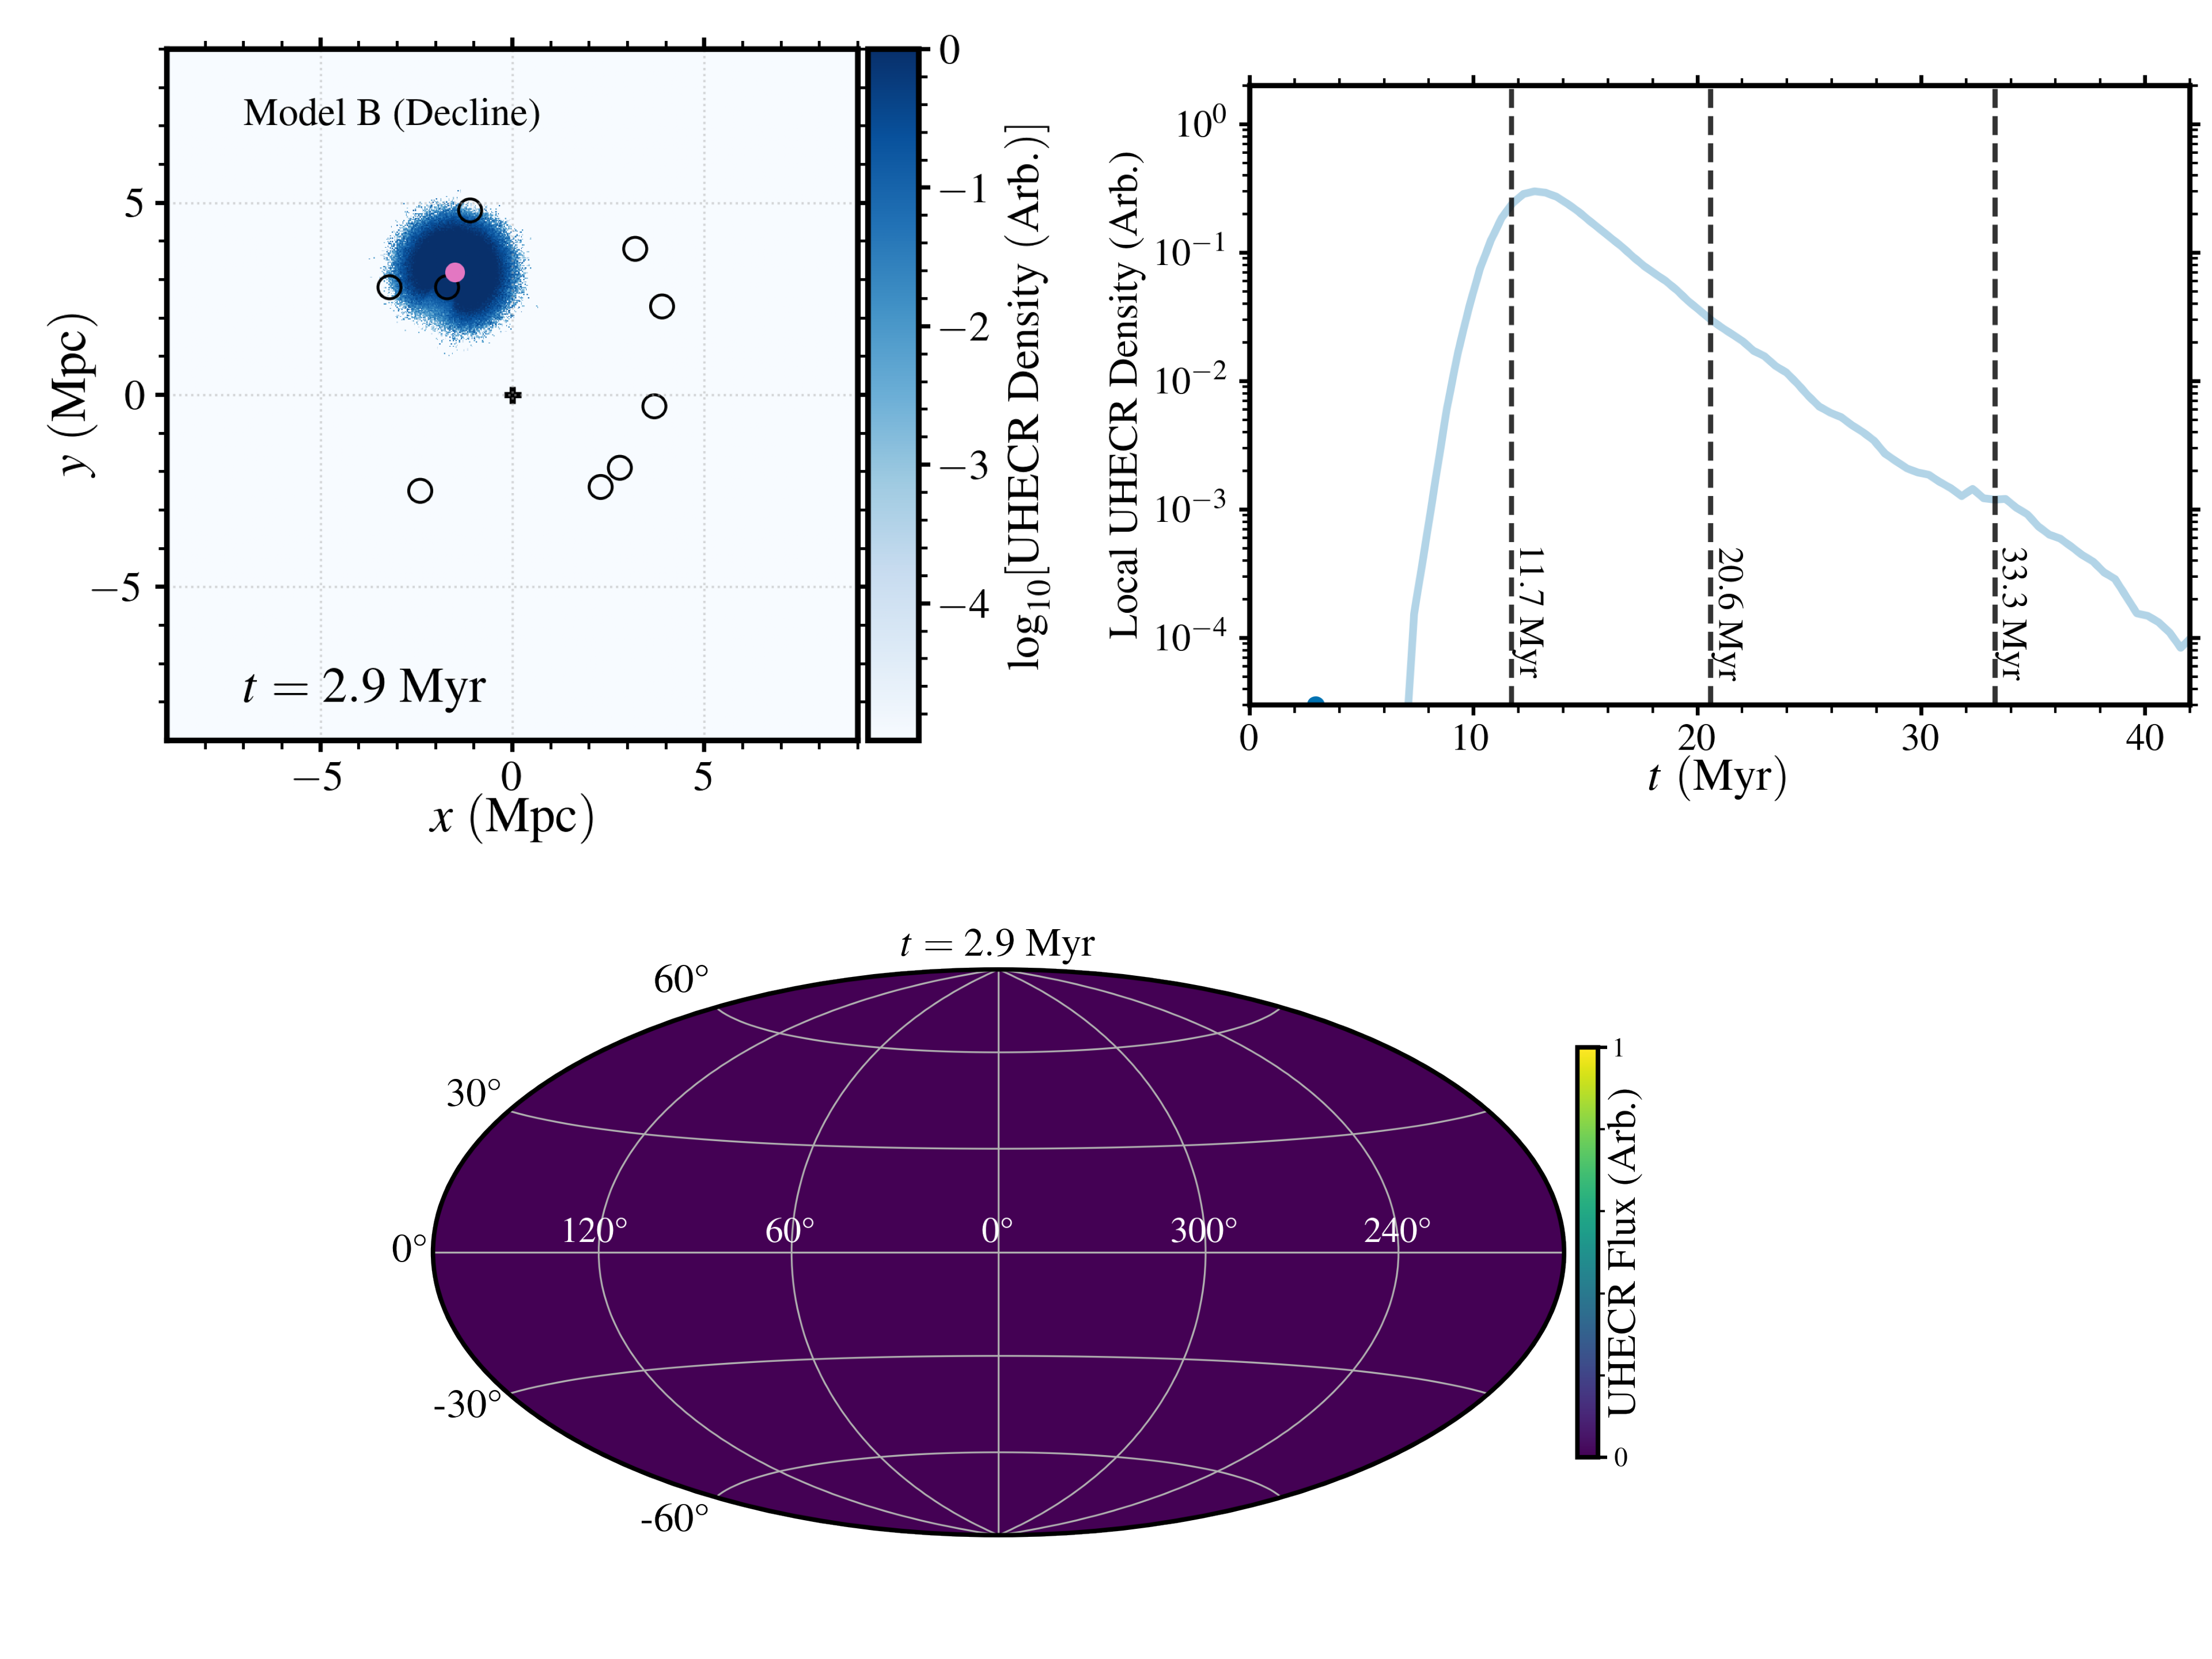 Model B (Decline)
t = 2.9 Myr
5
0
−5
y (Mpc)
−5
0
5
x (Mpc)
0
−1
−2
−3
−4
log₁₀[UHECR Density (Arb.)]
10⁰
10⁻¹
10⁻²
10⁻³
10⁻⁴
Local UHECR Density (Arb.)
11.7 Myr
20.6 Myr
33.3 Myr
0
10
20
30
40
t (Myr)
t = 2.9 Myr
60°
30°
0°
-30°
-60°
120°
60°
0°
300°
240°
1
0
UHECR Flux (Arb.)